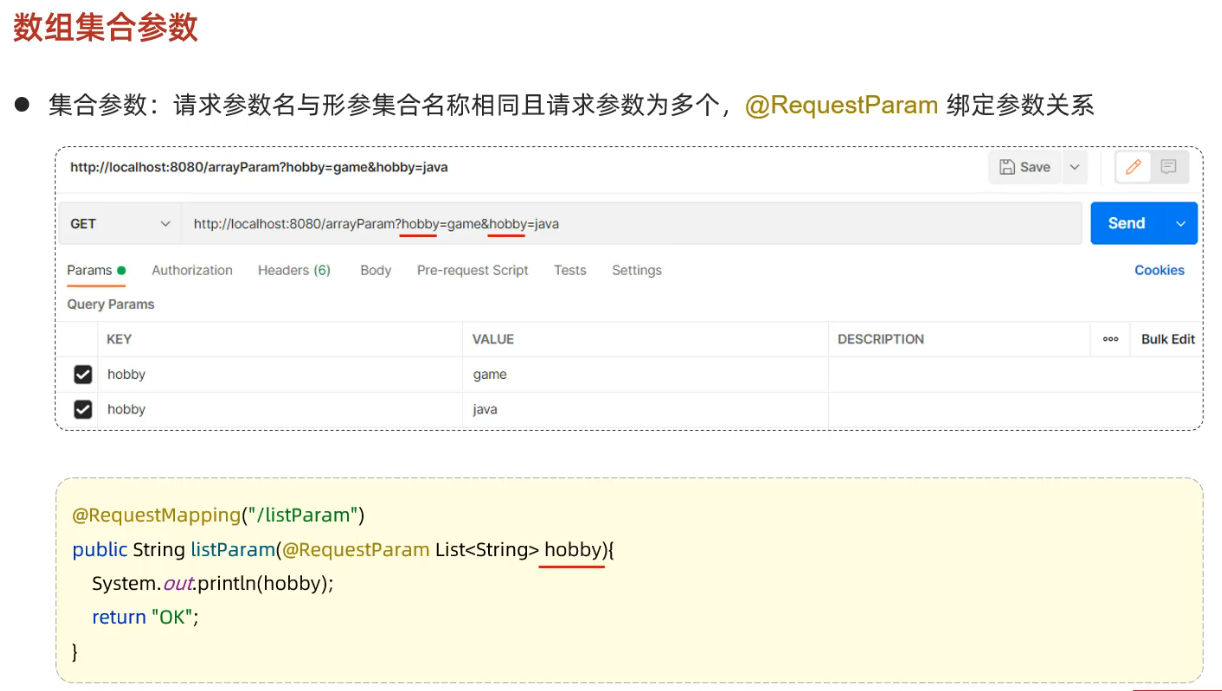 数组集合参数
● 集合参数：请求参数名与形参集合名称相同且请求参数为多个，@RequestParam 绑定参数关系
http://localhost:8080/arrayParam?hobby=game&hobby=java Save
GET http://localhost:8080/arrayParam?hobby=game&hobby=java Send
Params Authorization Headers (6) Body Pre-request Script Tests Settings Cookies
Query Params
KEY VALUE DESCRIPTION ooo Bulk Edit
hobby game
hobby java
@RequestMapping("/listParam")
public String listParam(@RequestParam List<String> hobby){
System.out.println(hobby);
return "OK";
}